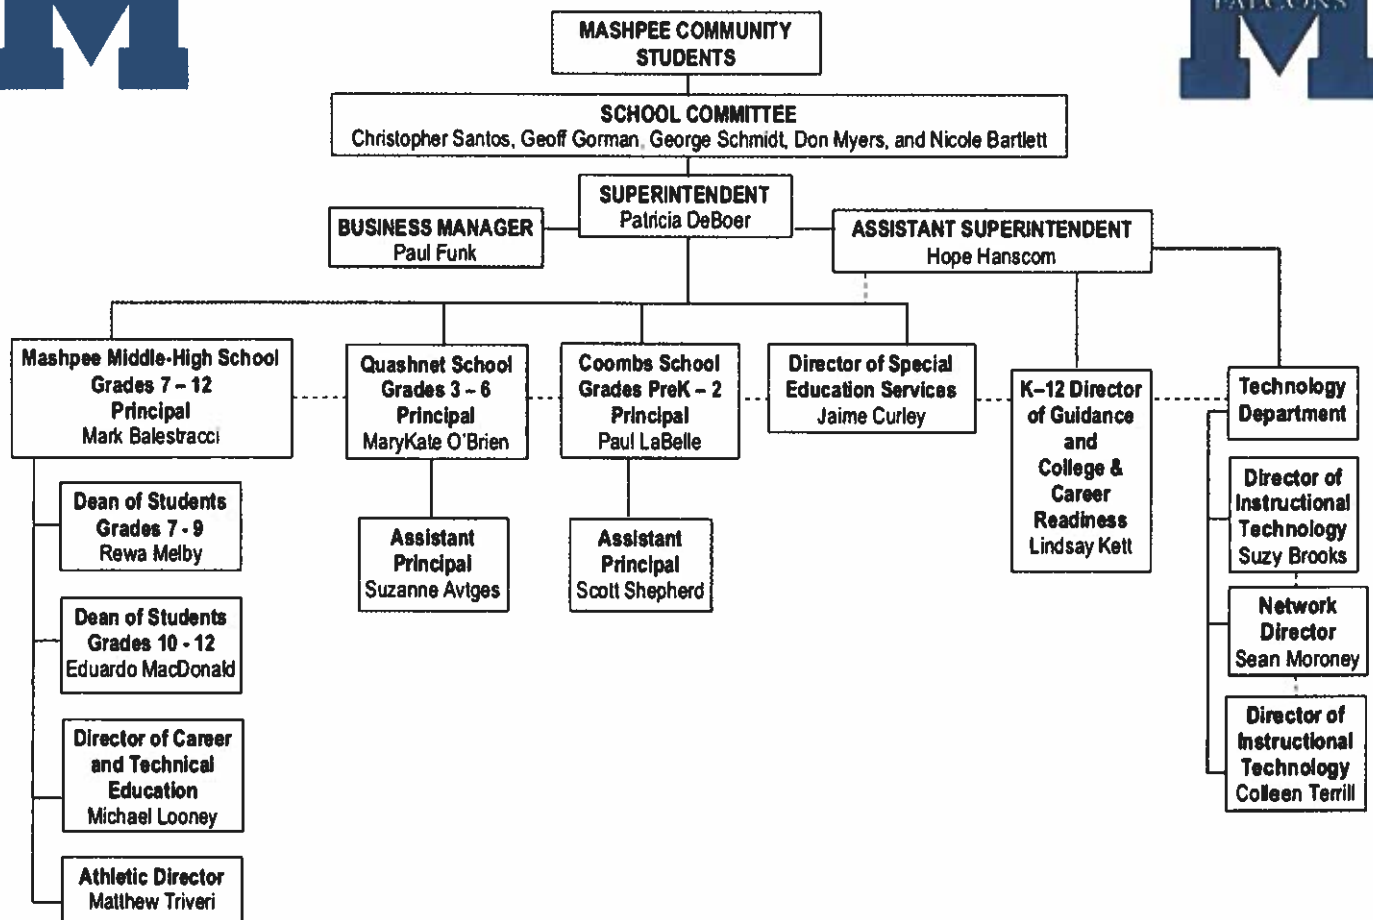 FALCONS
MASHPEE COMMUNITY
STUDENTS
SCHOOL COMMITTEE
Christopher Santos, Geoff Gorman, George Schmidt, Don Myers, and Nicole Bartlett
SUPERINTENDENT
Patricia DeBoer
BUSINESS MANAGER
Paul Funk
ASSISTANT SUPERINTENDENT
Hope Hanscom
Mashpee Middle-High School
Grades 7 – 12
Principal
Mark Balestracci
Quashnet School
Grades 3 – 6
Principal
MaryKate O'Brien
Coombs School
Grades PreK – 2
Principal
Paul LaBelle
Director of Special
Education Services
Jaime Curley
K–12 Director
of Guidance
and
College &
Career
Readiness
Lindsay Kett
Technology
Department
Dean of Students
Grades 7 - 9
Rewa Melby
Dean of Students
Grades 10 - 12
Eduardo MacDonald
Director of Career
and Technical
Education
Michael Looney
Athletic Director
Matthew Triveri
Assistant
Principal
Suzanne Avtges
Assistant
Principal
Scott Shepherd
Director of
Instructional
Technology
Suzy Brooks
Network
Director
Sean Moroney
Director of
Instructional
Technology
Colleen Terrill